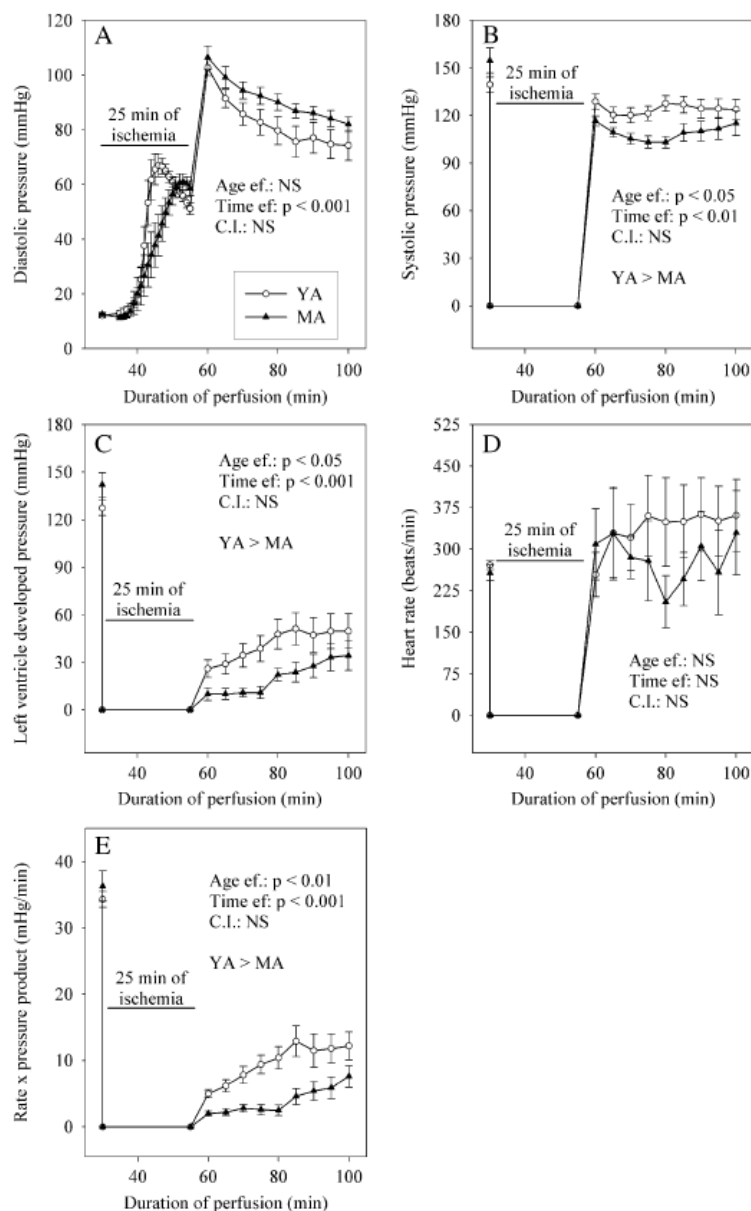 A
Diastolic pressure (mmHg)
120
100
80
60
40
20
0
25 min of
ischemia
Age ef.: NS
Time ef: p < 0.001
C.I.: NS
YA
MA
40
60
80
100
Duration of perfusion (min)
B
Systolic pressure (mmHg)
180
150
120
90
60
30
0
25 min of
ischemia
Age ef.: p < 0.05
Time ef: p < 0.01
C.I.: NS
YA > MA
40
60
80
100
Duration of perfusion (min)
C
Left ventricle developed pressure (mmHg)
180
150
120
90
60
30
0
Age ef.: p < 0.05
Time ef: p < 0.001
C.I.: NS
YA > MA
25 min of
ischemia
40
60
80
100
Duration of perfusion (min)
D
Heart rate (beats/min)
525
450
375
300
225
150
75
0
25 min of
ischemia
Age ef.: NS
Time ef: NS
C.I.: NS
40
60
80
100
Duration of perfusion (min)
E
Rate x pressure product (mHg/min)
40
30
20
10
0
Age ef.: p < 0.01
Time ef: p < 0.001
C.I.: NS
YA > MA
25 min of
ischemia
40
60
80
100
Duration of perfusion (min)